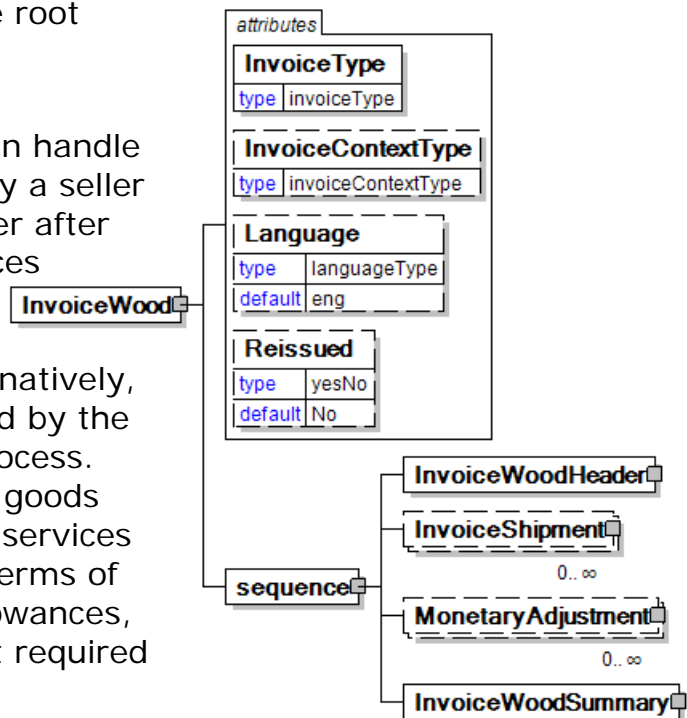 e root
n handle
y a seller
er after
ces
natively,
d by the
ocess.
goods
services
erms of
owances,
t required
InvoiceWood
attributes
InvoiceType
type invoiceType
InvoiceContextType
type invoiceContextType
Language
type languageType
default eng
Reissued
type yesNo
default No
sequence
InvoiceWoodHeader
InvoiceShipment
0.. ∞
MonetaryAdjustment
0.. ∞
InvoiceWoodSummary